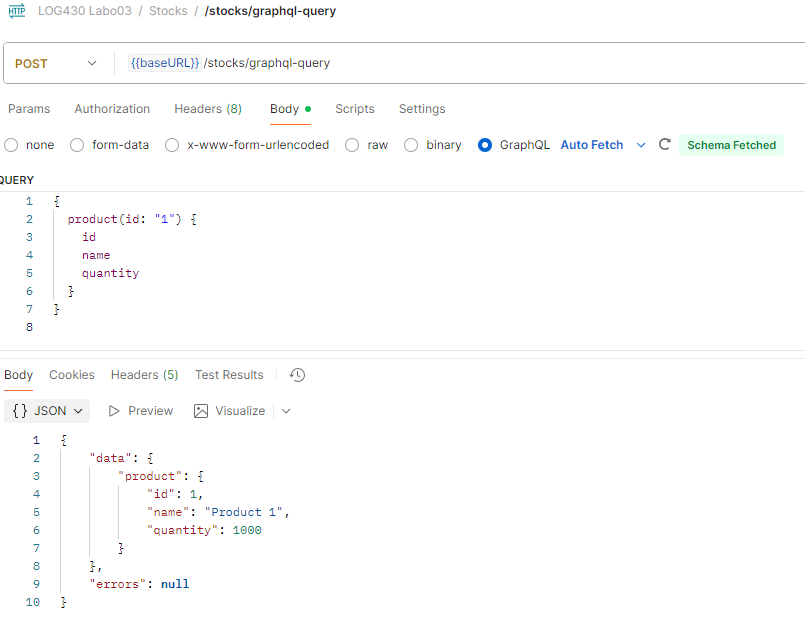 HTTP LOG430 Labo03 / Stocks / /stocks/graphql-query
POST {{baseURL}}/stocks/graphql-query
Params Authorization Headers (8) Body Scripts Settings
none form-data x-www-form-urlencoded raw binary GraphQL Auto Fetch Schema Fetched
QUERY
1 {
2 product(id: "1") {
3 id
4 name
5 quantity
6 }
7 }
8
Body Cookies Headers (5) Test Results
{} JSON Preview Visualize
1 {
2 "data": {
3 "product": {
4 "id": 1,
5 "name": "Product 1",
6 "quantity": 1000
7 }
8 },
9 "errors": null
10 }